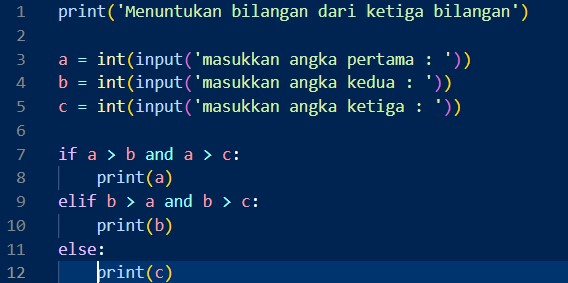 1 print('Menuntukan bilangan dari ketiga bilangan')
2
3 a = int(input('masukkan angka pertama : '))
4 b = int(input('masukkan angka kedua : '))
5 c = int(input('masukkan angka ketiga : '))
6
7 if a > b and a > c:
8     print(a)
9 elif b > a and b > c:
10     print(b)
11 else:
12     print(c)